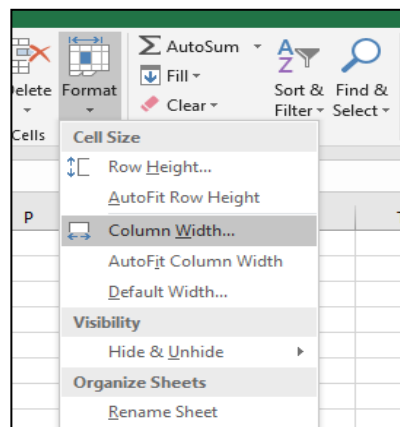 AutoSum
Fill
Clear
Format
Sort &
Filter
Find &
Select
Cells
Cell Size
Row Height...
AutoFit Row Height
P
Column Width...
AutoFit Column Width
Default Width...
Visibility
Hide & Unhide
Organize Sheets
Rename Sheet